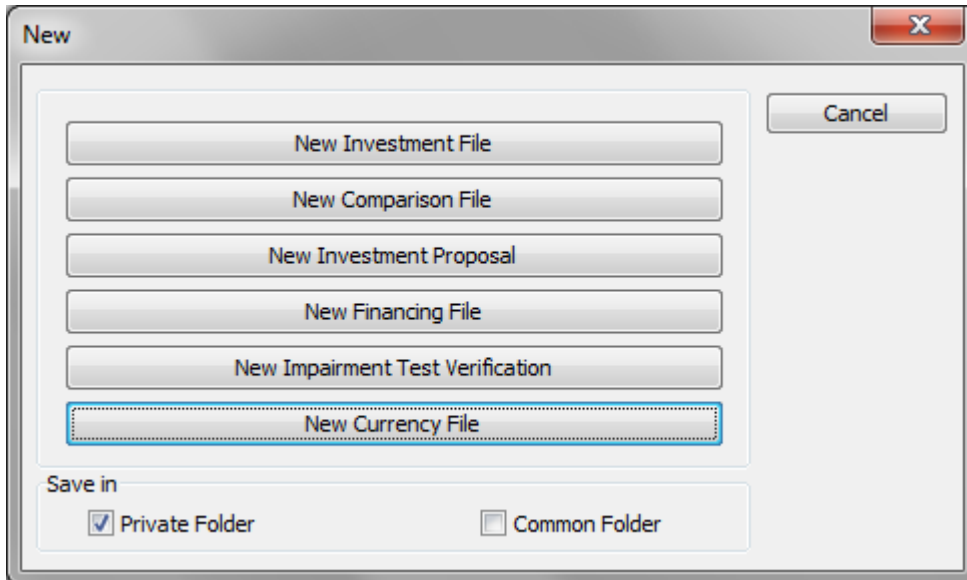 New
Cancel
New Investment File
New Comparison File
New Investment Proposal
New Financing File
New Impairment Test Verification
New Currency File
Save in
Private Folder
Common Folder